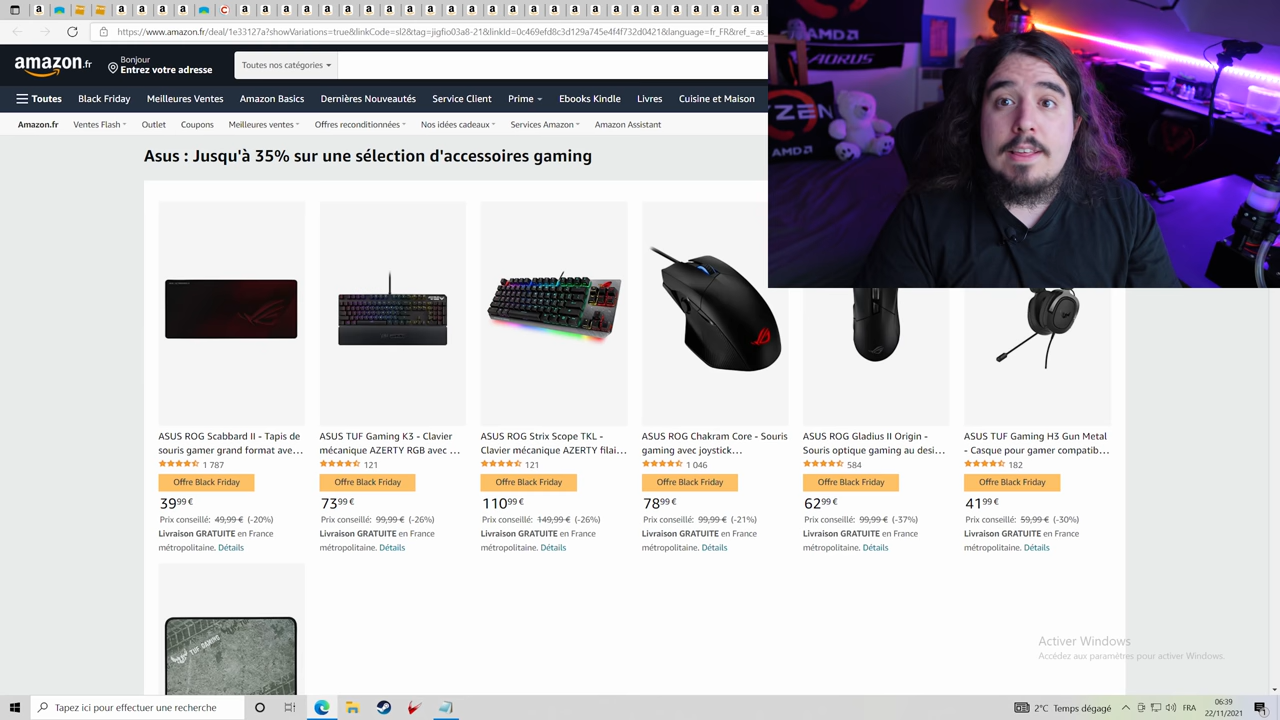 https://www.amazon.fr/deal/1e33127a?showVariations=true&linkCode=sl2&tag=jigfio03a8-21&linkId=0c469efd8c3d129a745e4f4f732d0421&language=fr_FR&ref_=as_
amazon.fr
Bonjour
Entrez votre adresse
Toutes nos catégories
Toutes Black Friday Meilleures Ventes Amazon Basics Dernières Nouveautés Service Client Prime Ebooks Kindle Livres Cuisine et Maison
Amazon.fr Ventes Flash Outlet Coupons Meilleures ventes Offres reconditionnées Nos idées cadeaux Services Amazon Amazon Assistant
AORUS
AMD
RYZEN
AMD
Asus : Jusqu'à 35% sur une sélection d'accessoires gaming
ASUS ROG Scabbard II - Tapis de
souris gamer grand format ave…
1 787
Offre Black Friday
39,99 €
Prix conseillé: 49,99 € (-20%)
Livraison GRATUITE en France
métropolitaine. Détails
ASUS TUF Gaming K3 - Clavier
mécanique AZERTY RGB avec …
121
Offre Black Friday
73,99 €
Prix conseillé: 99,99 € (-26%)
Livraison GRATUITE en France
métropolitaine. Détails
ASUS ROG Strix Scope TKL -
Clavier mécanique AZERTY filai…
121
Offre Black Friday
110,99 €
Prix conseillé: 149,99 € (-26%)
Livraison GRATUITE en France
métropolitaine. Détails
ASUS ROG Chakram Core - Souris
gaming avec joystick…
1 046
Offre Black Friday
78,99 €
Prix conseillé: 99,99 € (-21%)
Livraison GRATUITE en France
métropolitaine. Détails
ASUS ROG Gladius II Origin -
Souris optique gaming au desi…
584
Offre Black Friday
62,99 €
Prix conseillé: 99,99 € (-37%)
Livraison GRATUITE en France
métropolitaine. Détails
ASUS TUF Gaming H3 Gun Metal
- Casque pour gamer compatib…
182
Offre Black Friday
41,99 €
Prix conseillé: 59,99 € (-30%)
Livraison GRATUITE en France
métropolitaine. Détails
TUF GAMING
Activer Windows
Accédez aux paramètres pour activer Windows.
Tapez ici pour effectuer une recherche
2°C Temps dégagé
FRA
06:39
22/11/2021